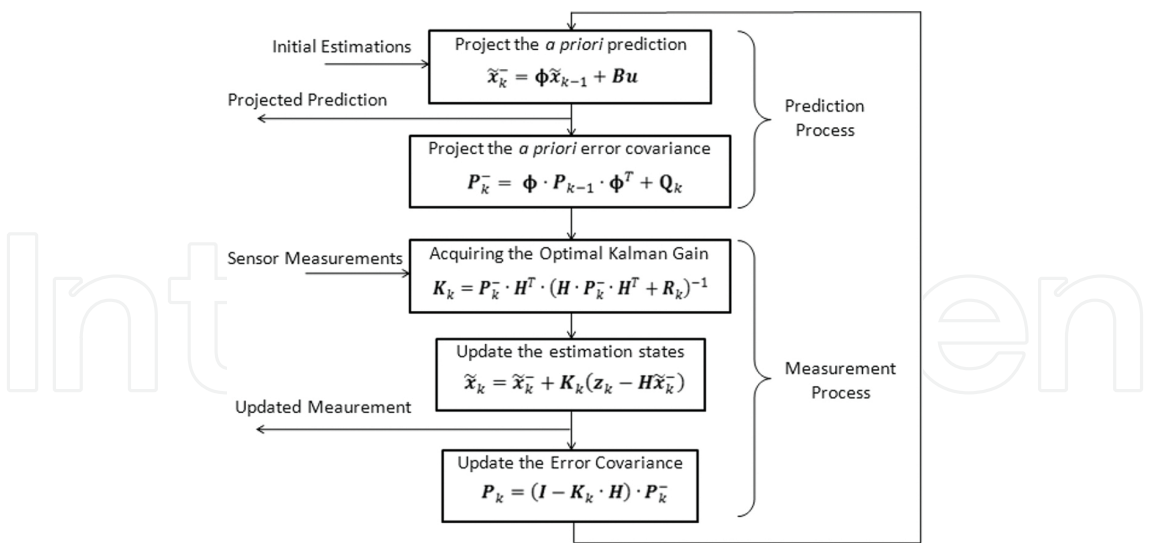 Project the a priori prediction
Initial Estimations
x̃ₖ⁻ = ϕx̃ₖ₋₁ + Bu
Projected Prediction
Prediction
Process
Project the a priori error covariance
Pₖ⁻ = ϕ · Pₖ₋₁ · ϕᵀ + Qₖ
Sensor Measurements
Acquiring the Optimal Kalman Gain
Kₖ = Pₖ⁻ · Hᵀ · (H · Pₖ⁻ · Hᵀ + Rₖ)⁻¹
Update the estimation states
x̃ₖ = x̃ₖ⁻ + Kₖ(zₖ − Hx̃ₖ⁻)
Measurement
Process
Updated Meaurement
Update the Error Covariance
Pₖ = (I − Kₖ · H) · Pₖ⁻
Int en